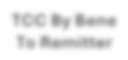 TCC By Bene
To Remitter